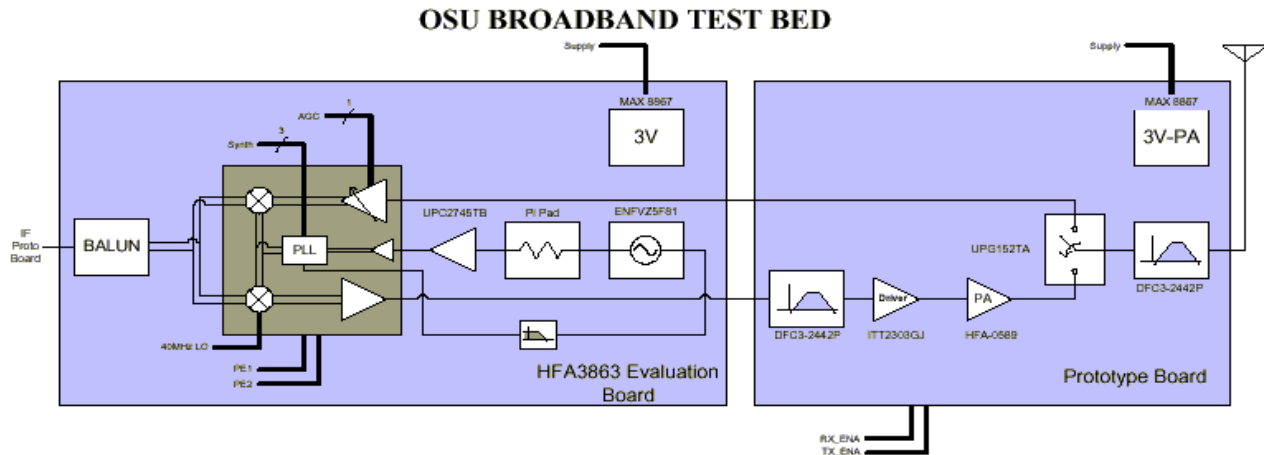 OSU BROADBAND TEST BED
Supply
Supply
MAX 8867
3V
MAX 8867
3V-PA
1
AGC
3
Synth
UPC2745TB
PI Pad
ENFVZ5F81
IF
Proto
Board
BALUN
PLL
UPG152TA
DFC3-2442P
Driver
PA
DFC3-2442P
ITT2303GJ
HFA-0589
40MHz LO
PE1
PE2
HFA3863 Evaluation
Board
Prototype Board
RX_ENA
TX_ENA